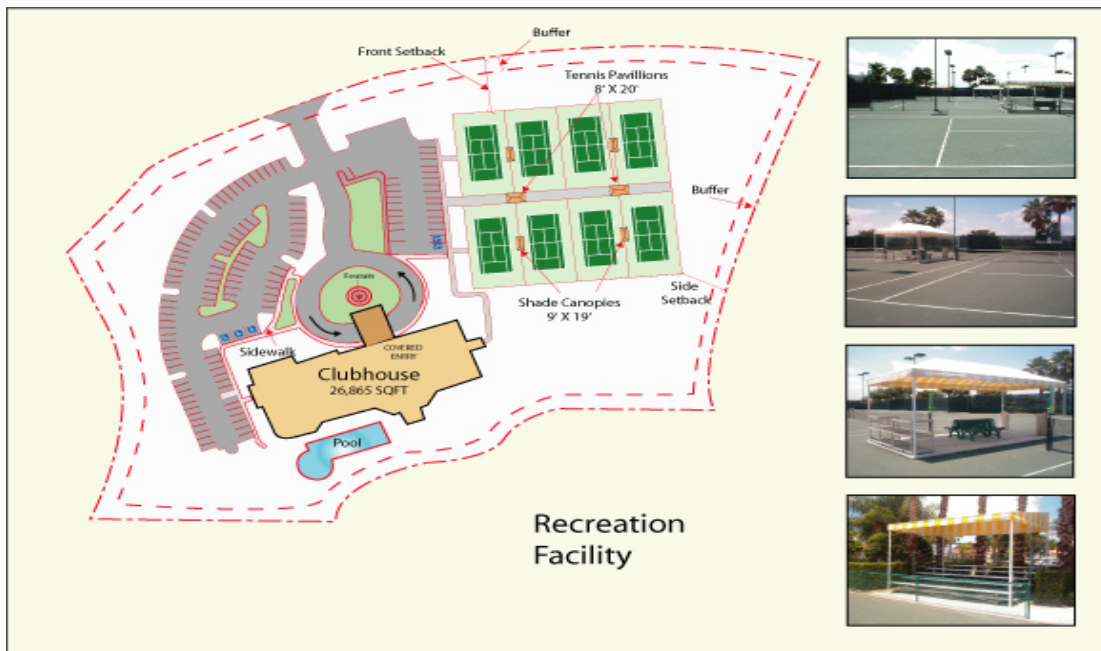 Buffer
Front Setback
Tennis Pavillions
8' X 20'
Buffer
Fountain
Side
Setback
Shade Canopies
9' X 19'
Sidewalk
COVERED
ENTRY
Clubhouse
26,865 SQFT
Pool
Recreation
Facility